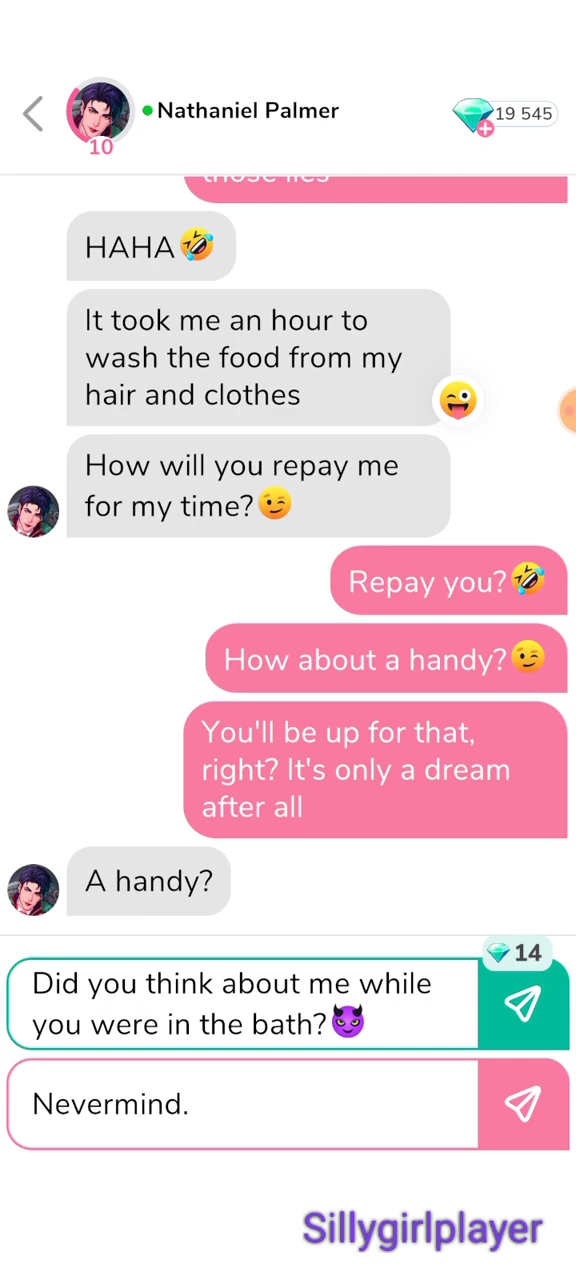 Nathaniel Palmer
19 545
10
those lies
HAHA🤣
It took me an hour to
wash the food from my
hair and clothes
How will you repay me
for my time?😉
Repay you?🤣
How about a handy?😉
You'll be up for that,
right? It's only a dream
after all
A handy?
14
Did you think about me while
you were in the bath?😈
Nevermind.
Sillygirlplayer